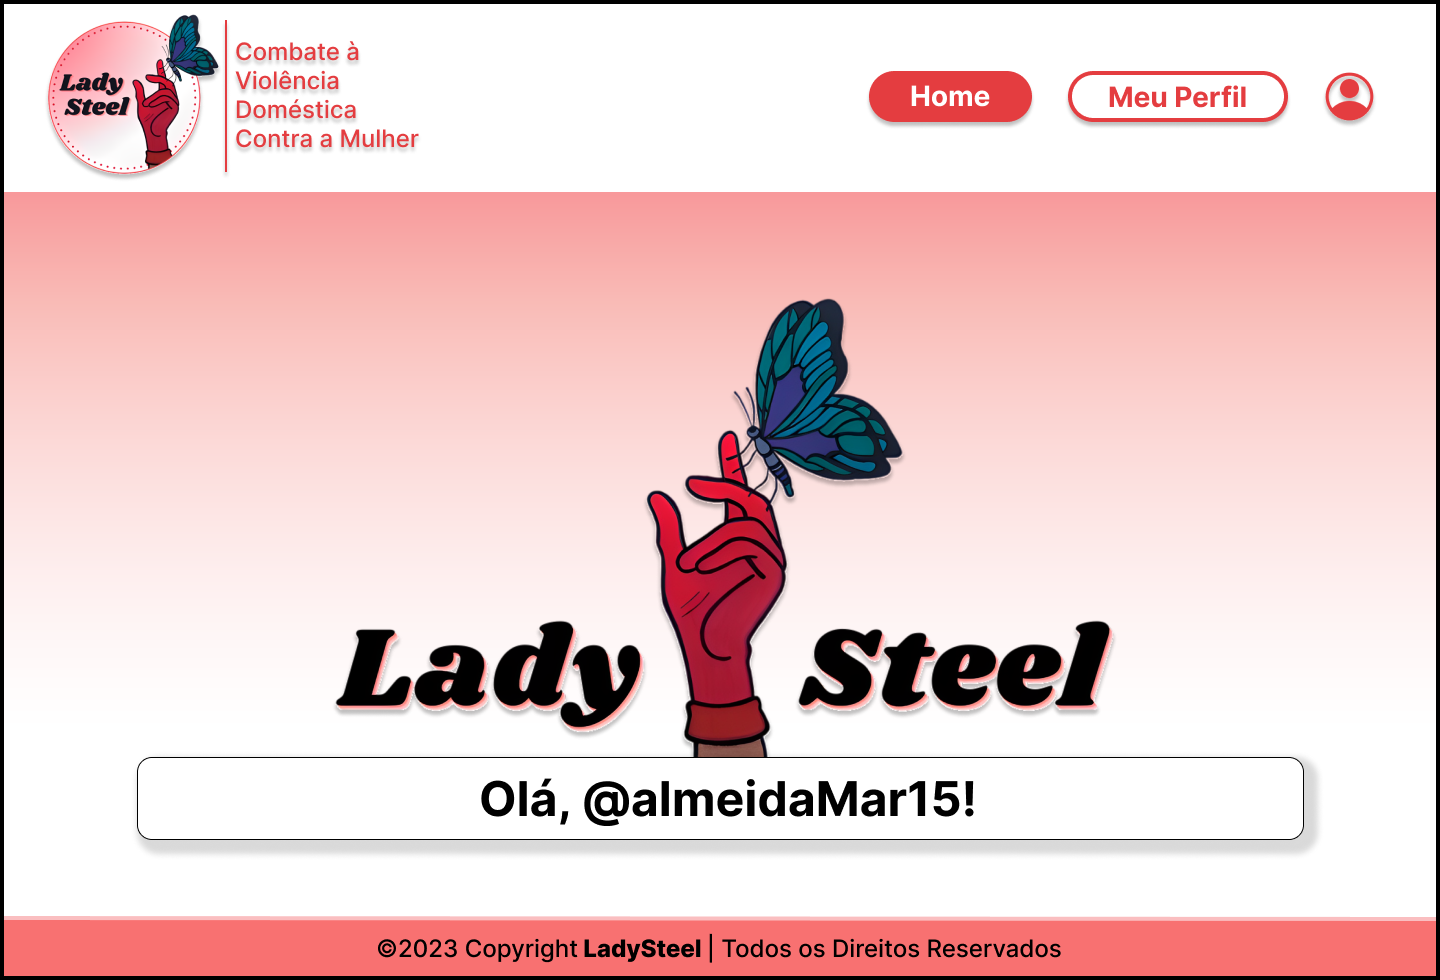 Lady
Steel
Combate à
Violência
Doméstica
Contra a Mulher
Home
Meu Perfil
Lady Steel
Olá, @almeidaMar15!
©2023 Copyright LadySteel | Todos os Direitos Reservados